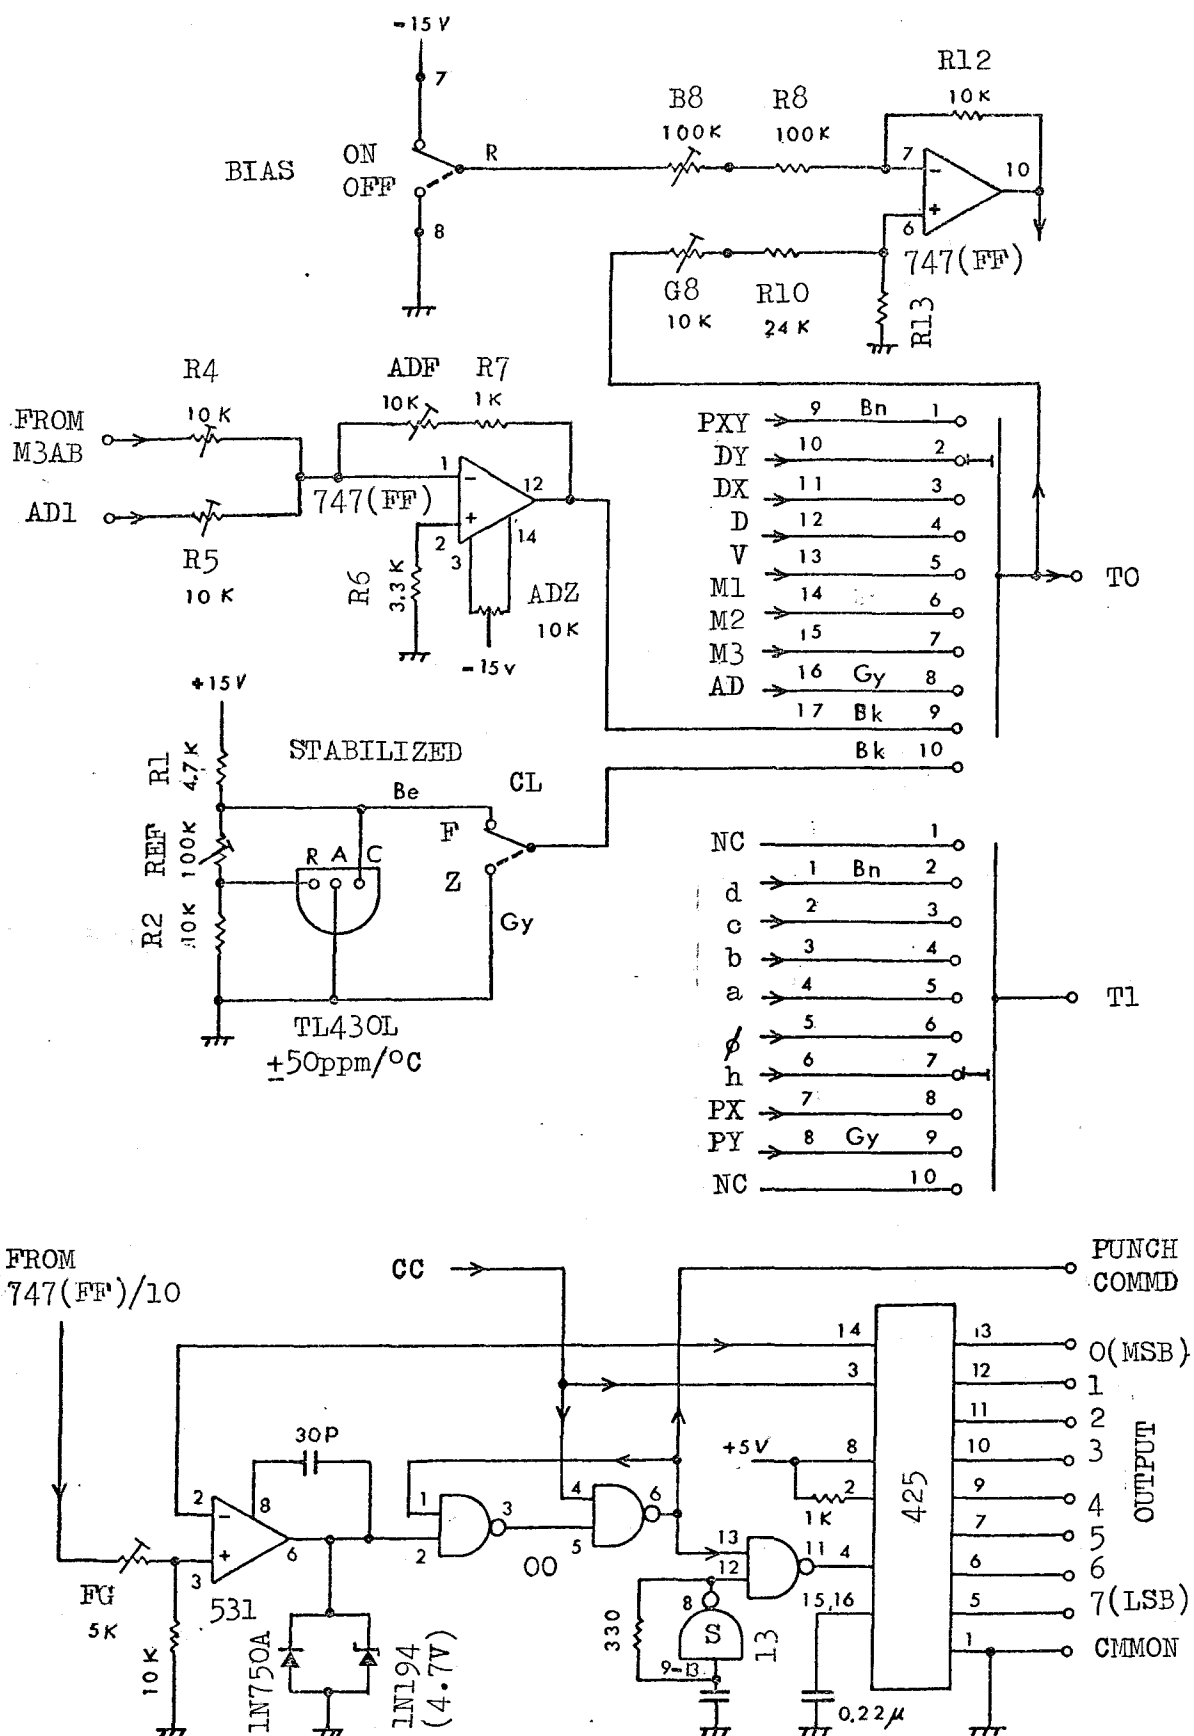 -15V
7
BIAS
ON
OFF
R
8
B8
100K
R8
100K
R12
10K
7
-
10
+
6
747(FF)
G8
10K
R10
24K
R13
FROM
M3AB
R4
10K
AD1
R5
10K
ADF
10K
R7
1K
1
-
12
747(FF)
+
2
3
14
R6
3.3K
ADZ
10K
-15V
PXY 9 Bn 1
DY 10 2
DX 11 3
D 12 4
V 13 5
M1 14 6
M2 15 7
M3 16 Gy 8
AD 17 Bk 9
Bk 10
TO
+15V
R1
4.7K
REF
100K
R2
10K
STABILIZED
Be
CL
F
Z
R A C
Gy
TL430L
±50ppm/°C
NC 1
d 1 Bn 2
c 2 3
b 3 4
a 4 5
ϕ 5 6
h 6 7
PX 7 8
PY 8 Gy 9
NC 10
T1
FROM
747(FF)/10
CC
PUNCH
COMMD
14
3
+5V
8
2
1K
425
13 0(MSB)
12 1
11 2
10 3
9 4
7 5
6 6
5 7(LSB)
1 CMMON
OUTPUT
30P
2
-
8
6
+
3
531
FG
5K
10K
1N750A
1N194
(4.7V)
1
2
3
00
4
5
6
13
12
11
4
15,16
330
8
S
13
9-13
0.22μ